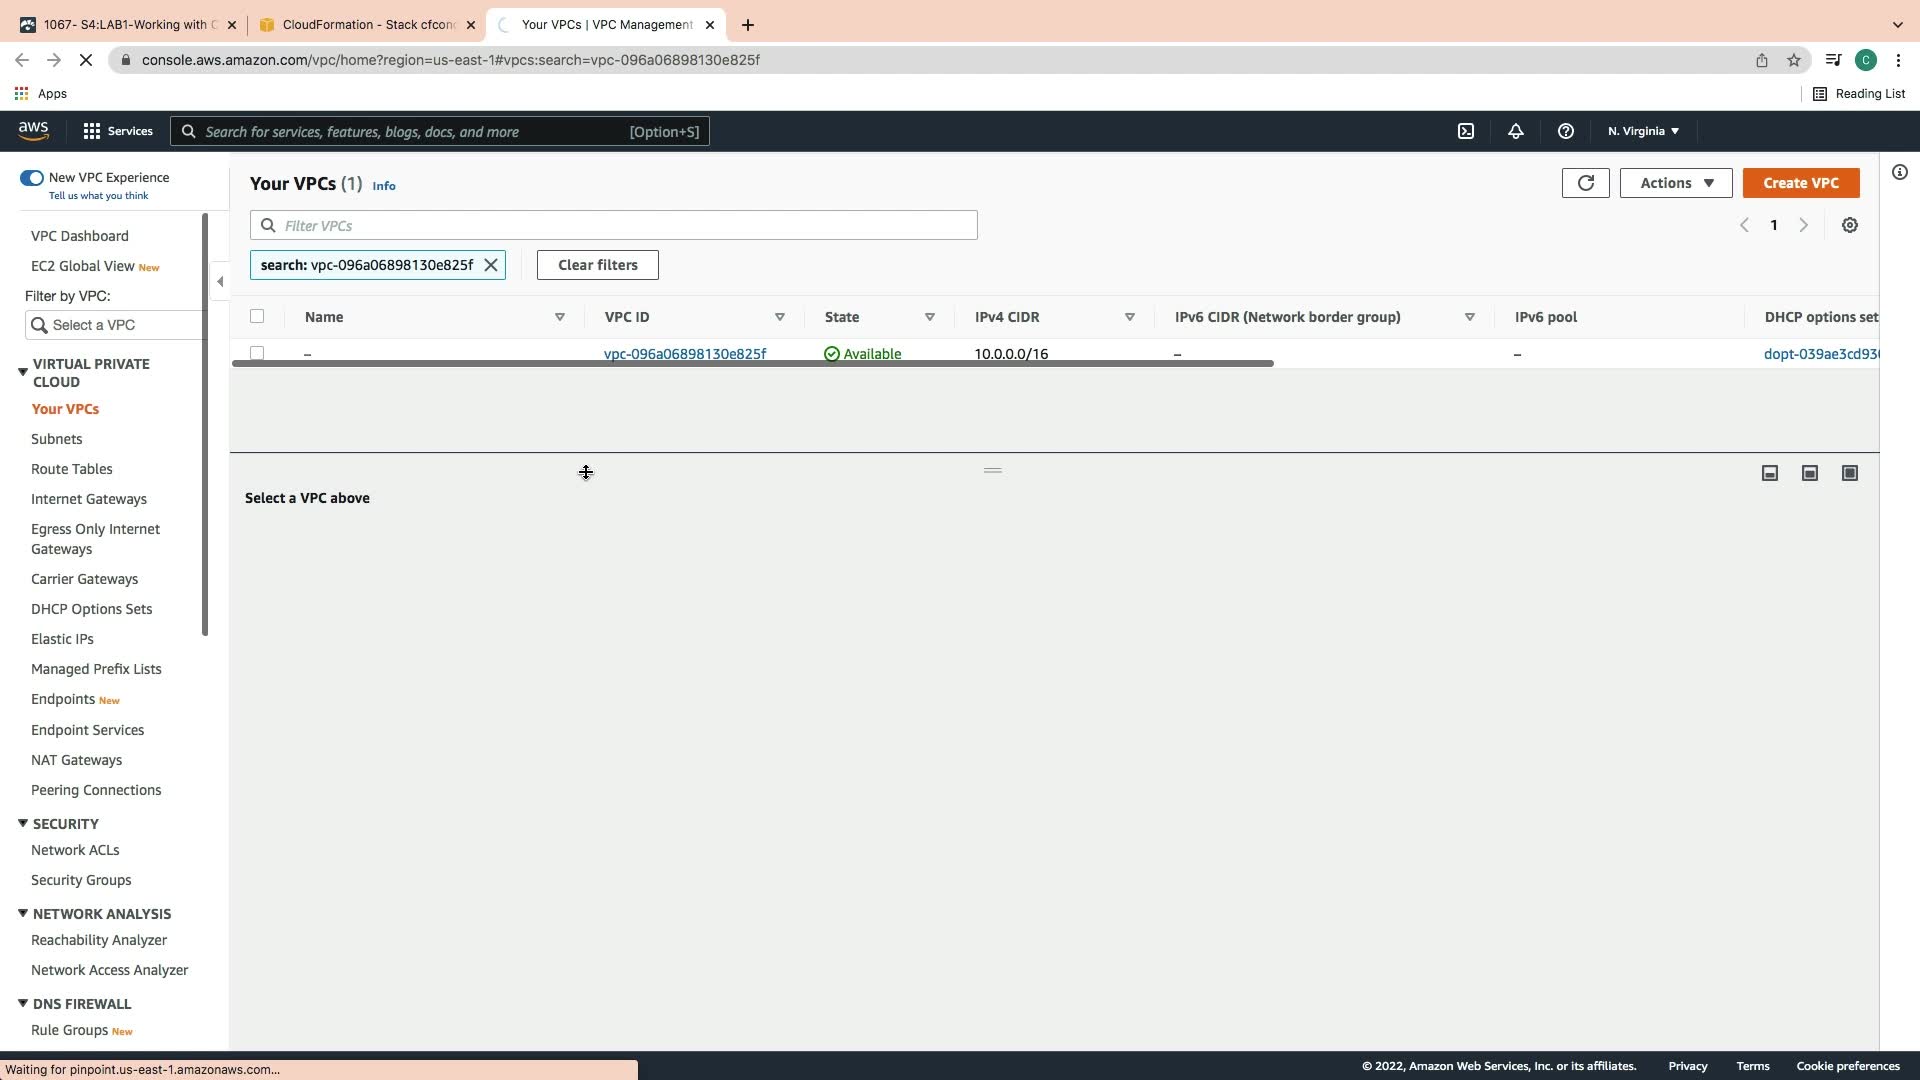 1067- S4:LAB1-Working with C
CloudFormation - Stack cfcon
Your VPCs | VPC Management
console.aws.amazon.com/vpc/home?region=us-east-1#vpcs:search=vpc-096a06898130e825f
C
Apps
Reading List
aws
Services
Search for services, features, blogs, docs, and more
[Option+S]
N. Virginia
New VPC Experience
Tell us what you think
VPC Dashboard
EC2 Global View New
Filter by VPC:
Select a VPC
VIRTUAL PRIVATE
CLOUD
Your VPCs
Subnets
Route Tables
Internet Gateways
Egress Only Internet
Gateways
Carrier Gateways
DHCP Options Sets
Elastic IPs
Managed Prefix Lists
Endpoints New
Endpoint Services
NAT Gateways
Peering Connections
SECURITY
Network ACLs
Security Groups
NETWORK ANALYSIS
Reachability Analyzer
Network Access Analyzer
DNS FIREWALL
Rule Groups New
Your VPCs (1) Info
Actions
Create VPC
Filter VPCs
1
search: vpc-096a06898130e825f
Clear filters
Name
VPC ID
State
IPv4 CIDR
IPv6 CIDR (Network border group)
IPv6 pool
DHCP options set
–
vpc-096a06898130e825f
Available
10.0.0.0/16
–
–
dopt-039ae3cd930
Select a VPC above
Waiting for pinpoint.us-east-1.amazonaws.com...
© 2022, Amazon Web Services, Inc. or its affiliates.
Privacy
Terms
Cookie preferences